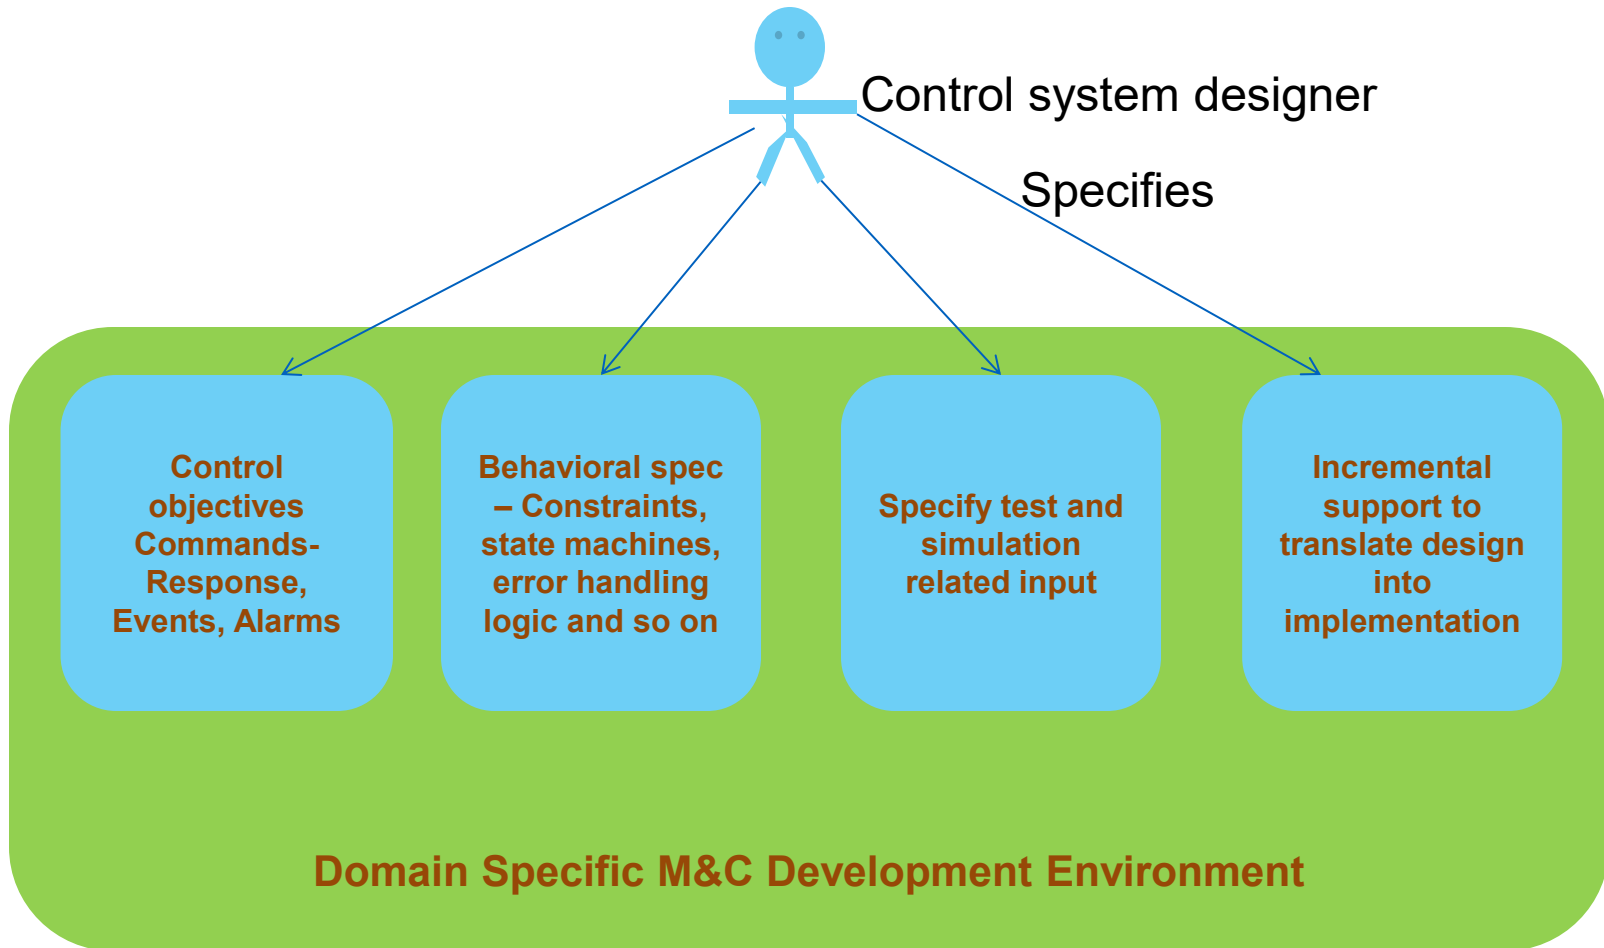 Control system designer
Specifies
Control
objectives
Commands-
Response,
Events, Alarms
Behavioral spec
– Constraints,
state machines,
error handling
logic and so on
Specify test and
simulation
related input
Incremental
support to
translate design
into
implementation
Domain Specific M&C Development Environment